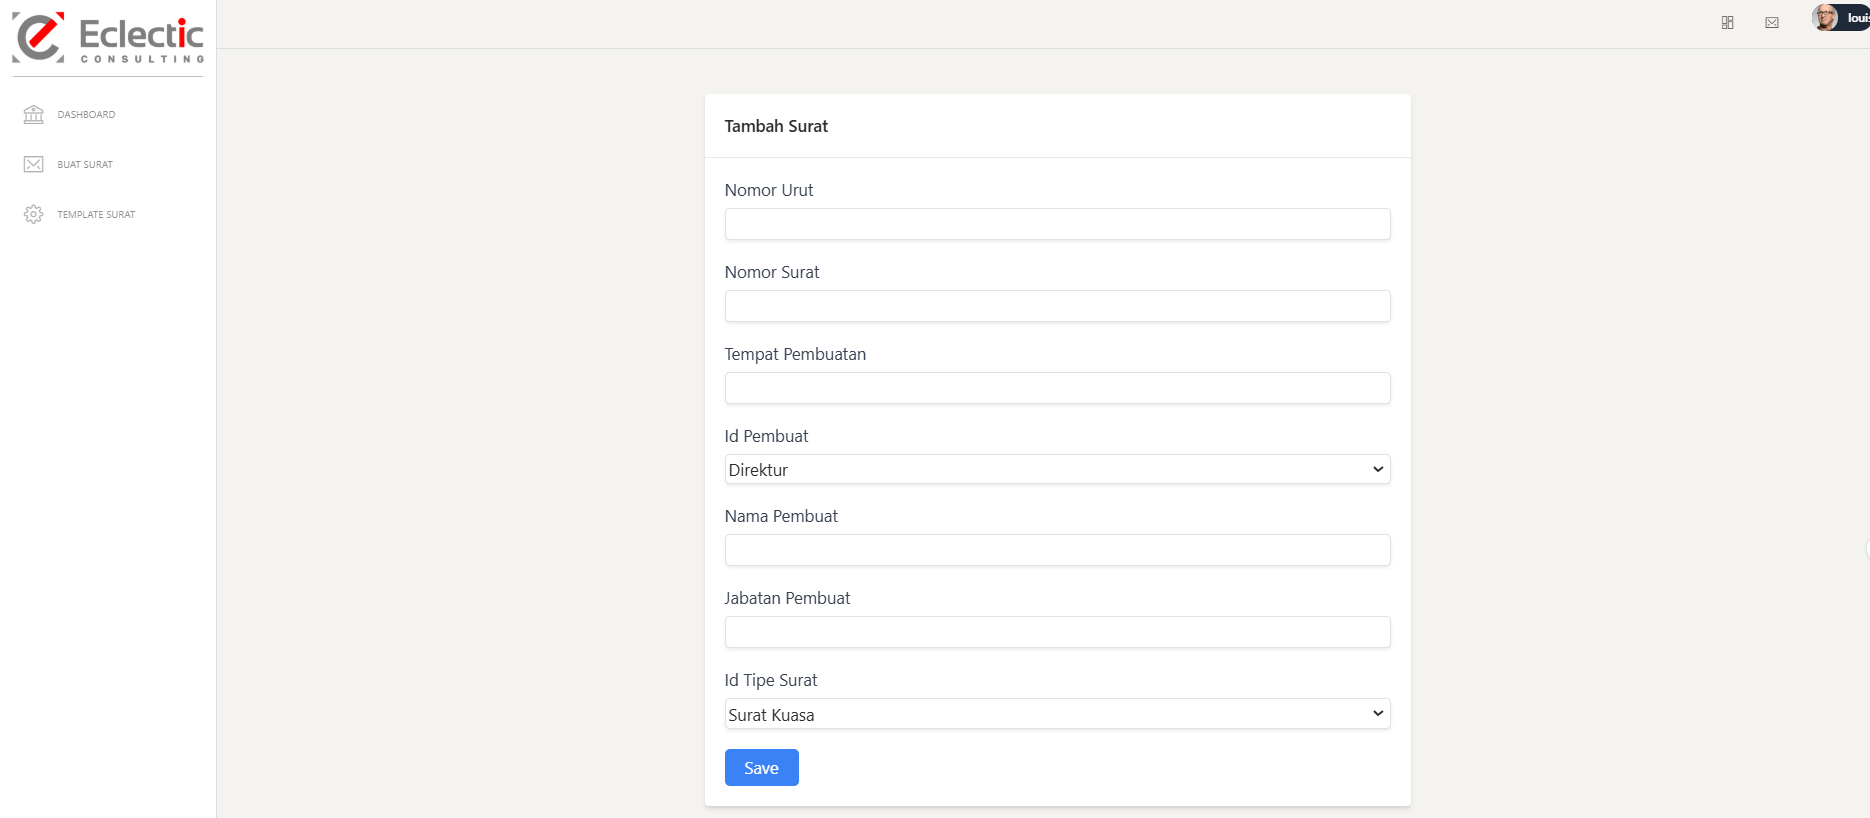 Eclectic
CONSULTING
DASHBOARD
BUAT SURAT
TEMPLATE SURAT
Tambah Surat
Nomor Urut
Nomor Surat
Tempat Pembuatan
Id Pembuat
Direktur
Nama Pembuat
Jabatan Pembuat
Id Tipe Surat
Surat Kuasa
Save